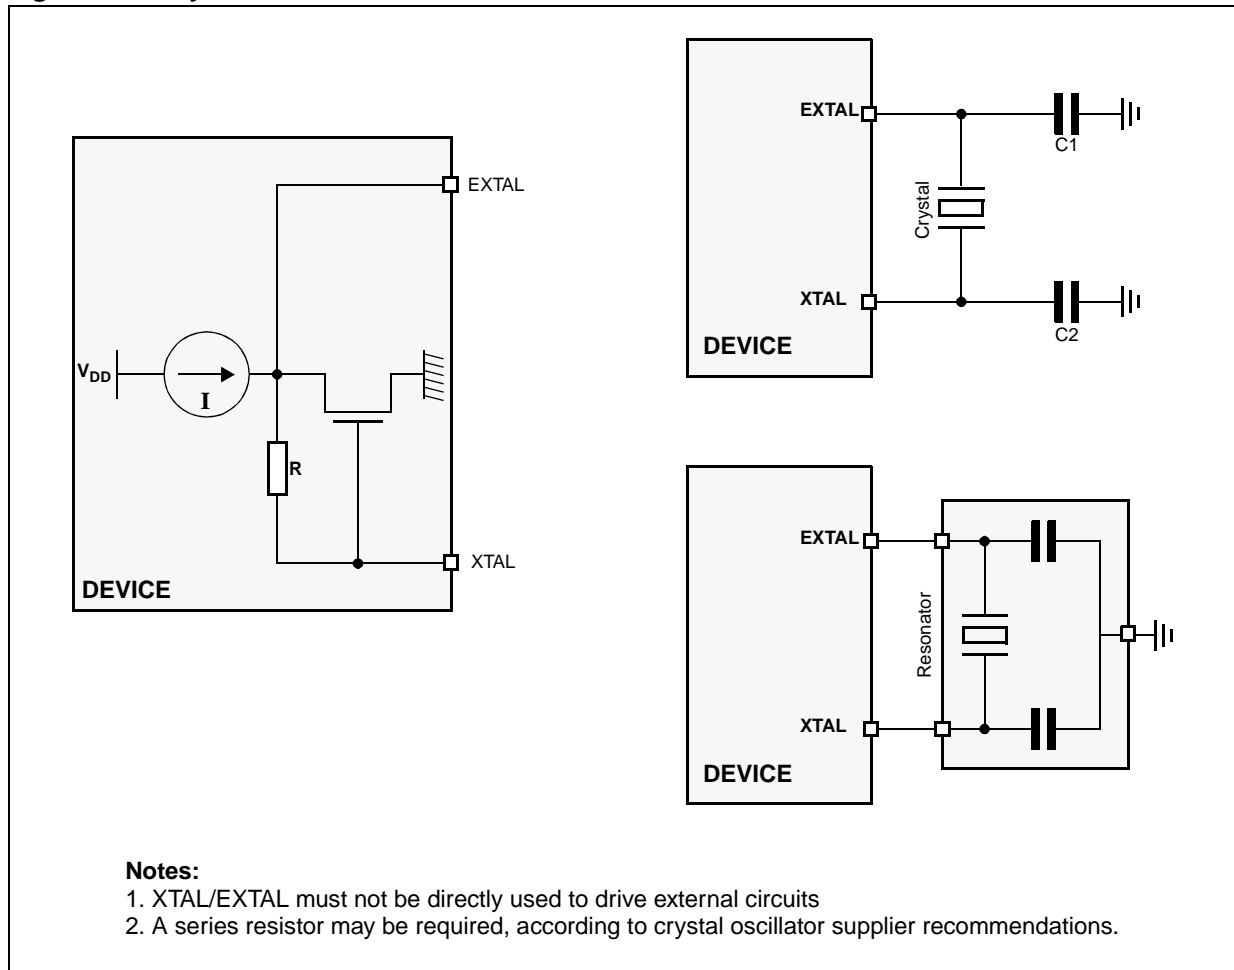 EXTAL
V_DD
I
R
XTAL
DEVICE
EXTAL
C1
Crystal
XTAL
C2
DEVICE
EXTAL
Resonator
XTAL
DEVICE
Notes:
1. XTAL/EXTAL must not be directly used to drive external circuits
2. A series resistor may be required, according to crystal oscillator supplier recommendations.